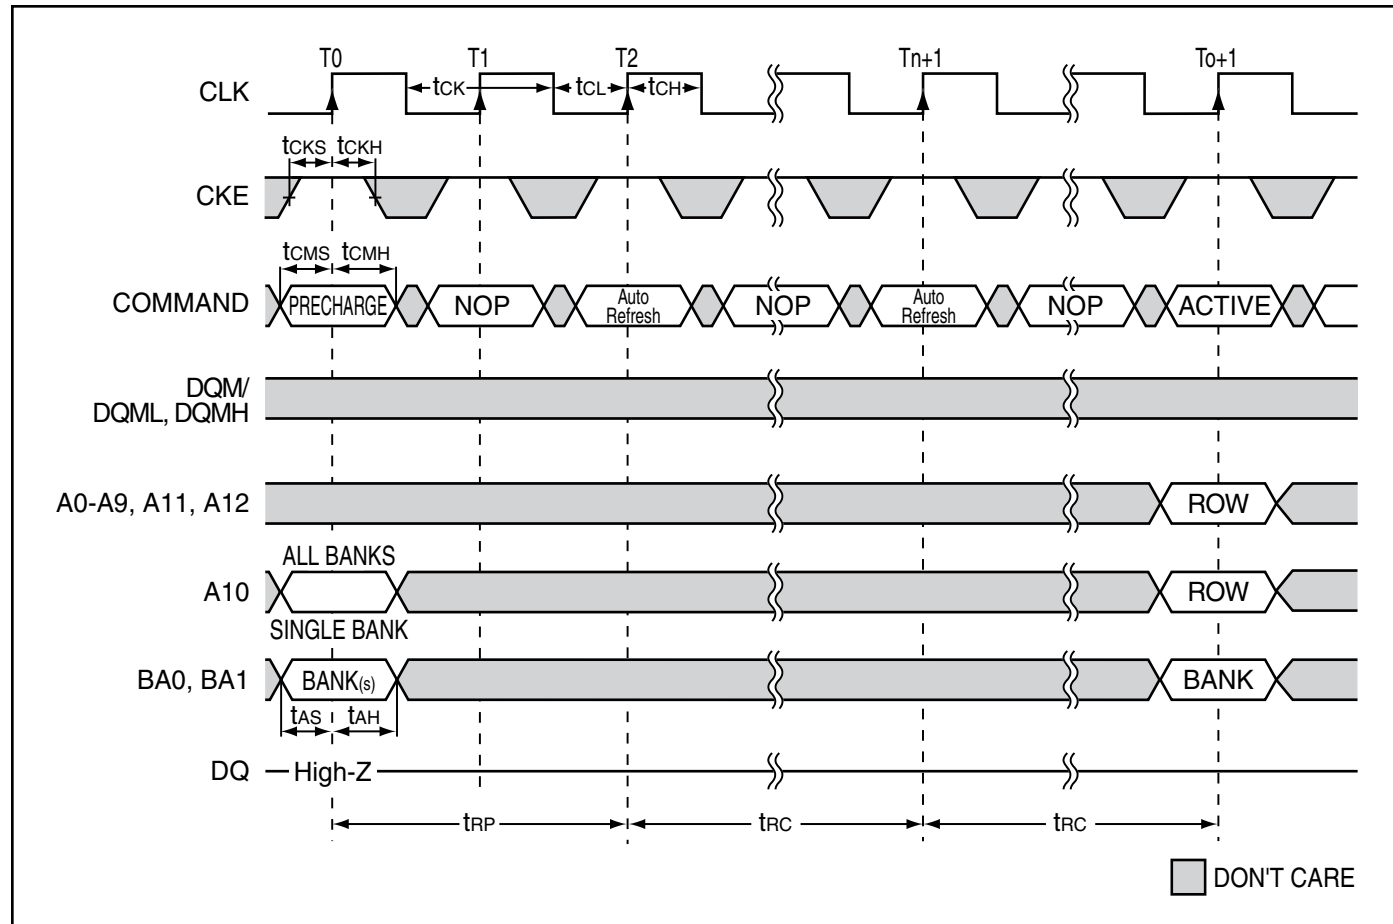 T0 T1 T2 Tn+1 To+1
CLK tCK tCL tCH
tCKS tCKH
CKE
tCMS tCMH
COMMAND PRECHARGE NOP Auto Refresh NOP Auto Refresh NOP ACTIVE
DQM/
DQML, DQMH
A0-A9, A11, A12 ROW
ALL BANKS
A10 ROW
SINGLE BANK
BA0, BA1 BANK(s) BANK
tAS tAH
DQ High-Z
tRP tRC tRC
DON'T CARE